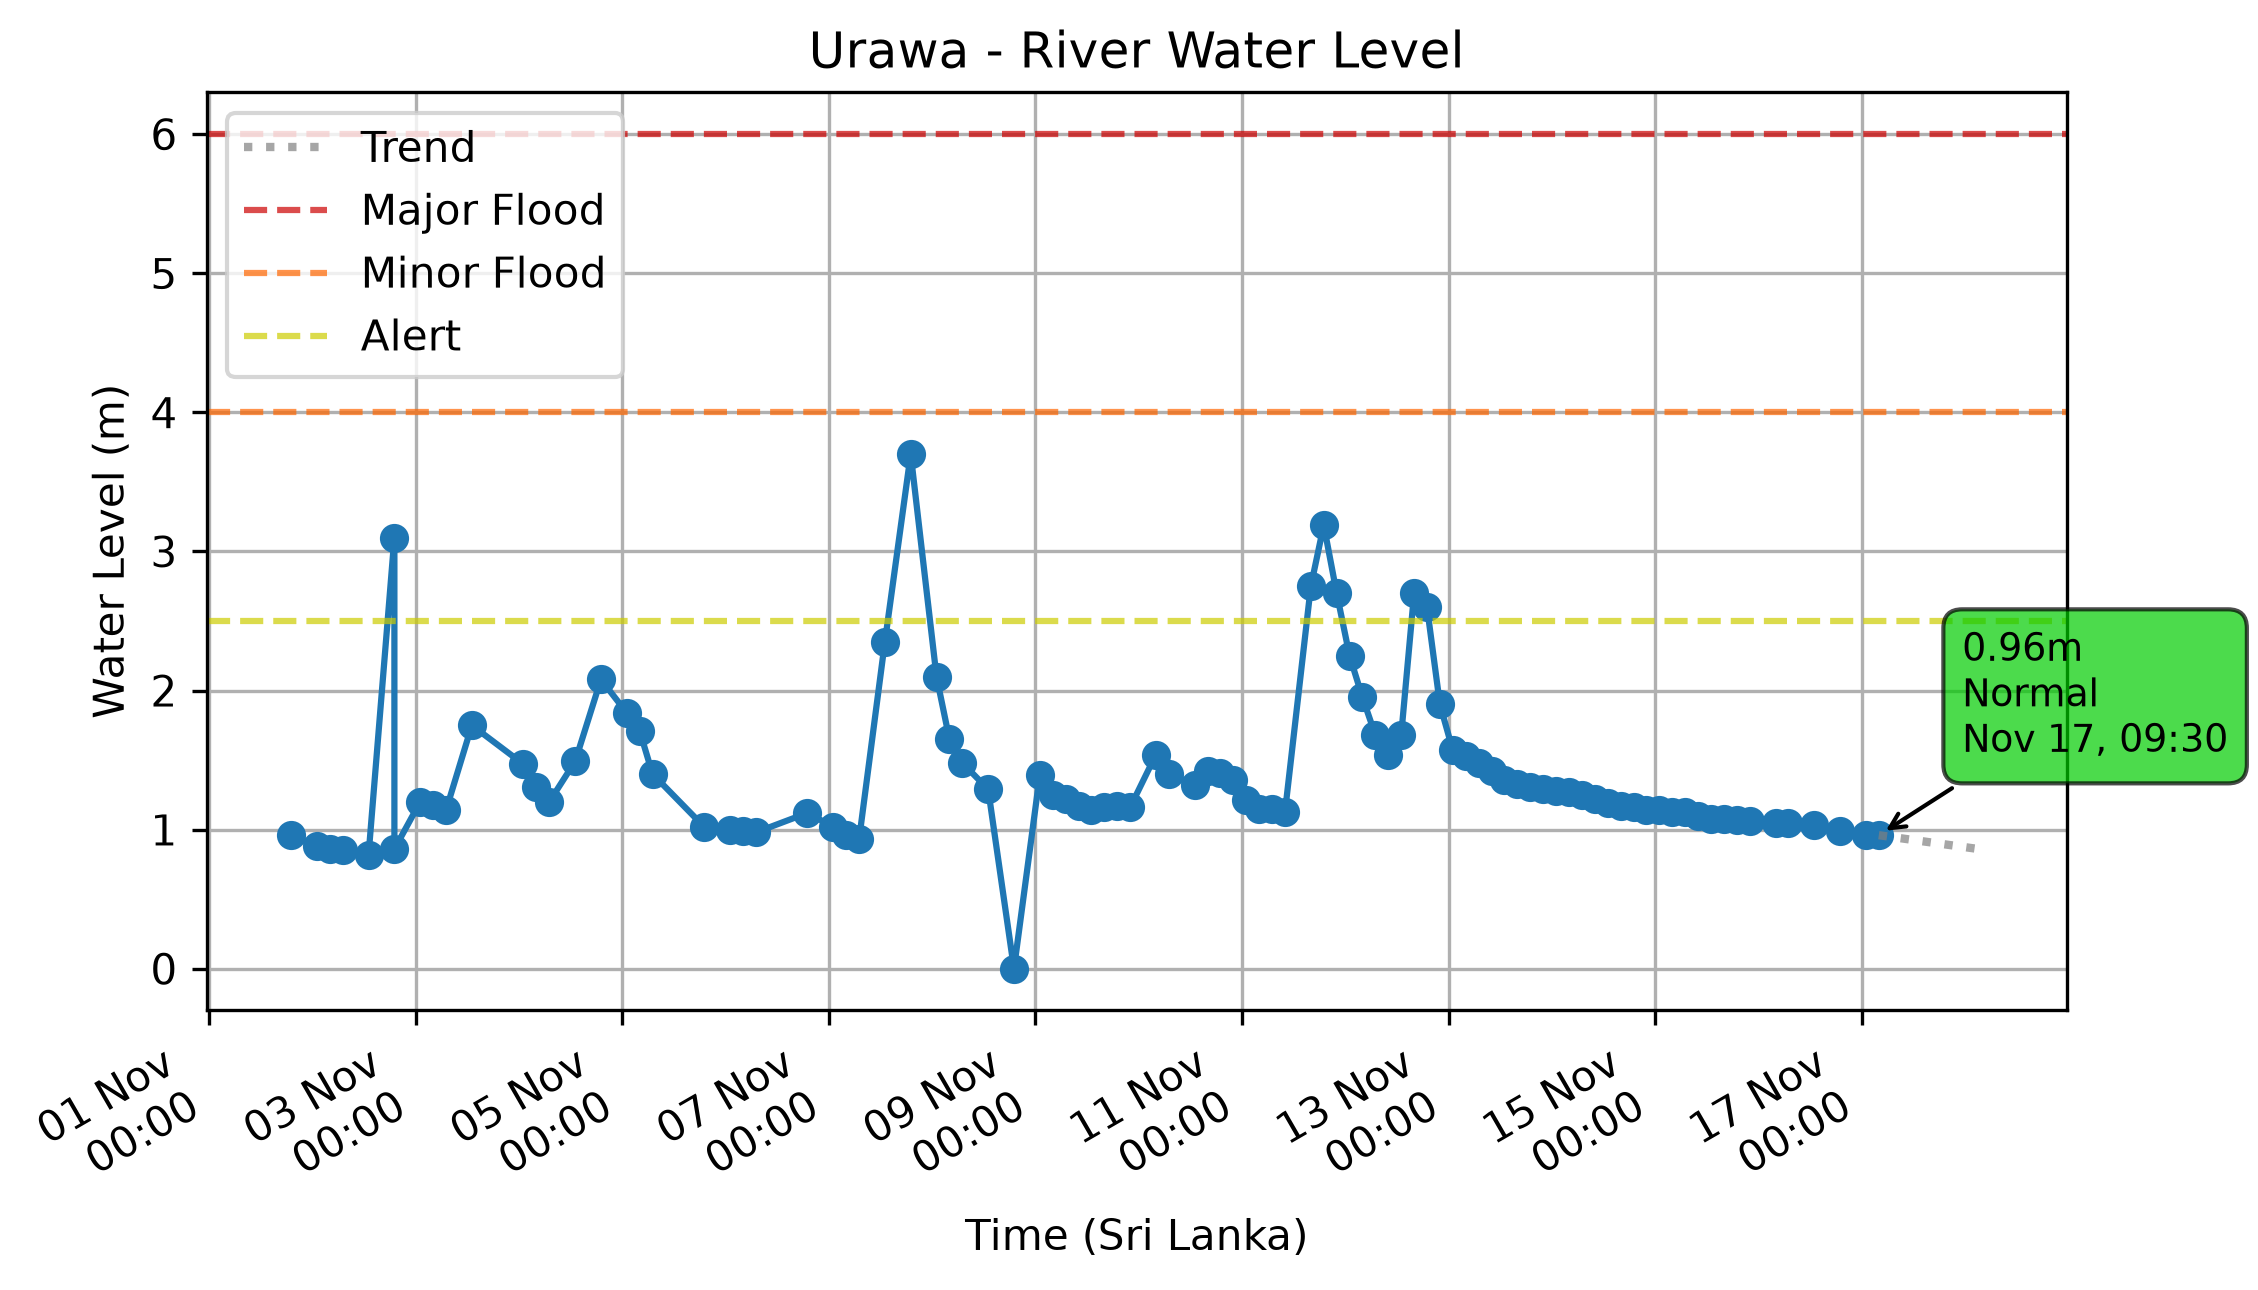 Urawa - River Water Level
Trend
Major Flood
Minor Flood
Alert
Water Level (m)
6
5
4
3
2
1
0
0.96m
Normal
Nov 17, 09:30
01 Nov
00:00
03 Nov
00:00
05 Nov
00:00
07 Nov
00:00
09 Nov
00:00
11 Nov
00:00
13 Nov
00:00
15 Nov
00:00
17 Nov
00:00
Time (Sri Lanka)